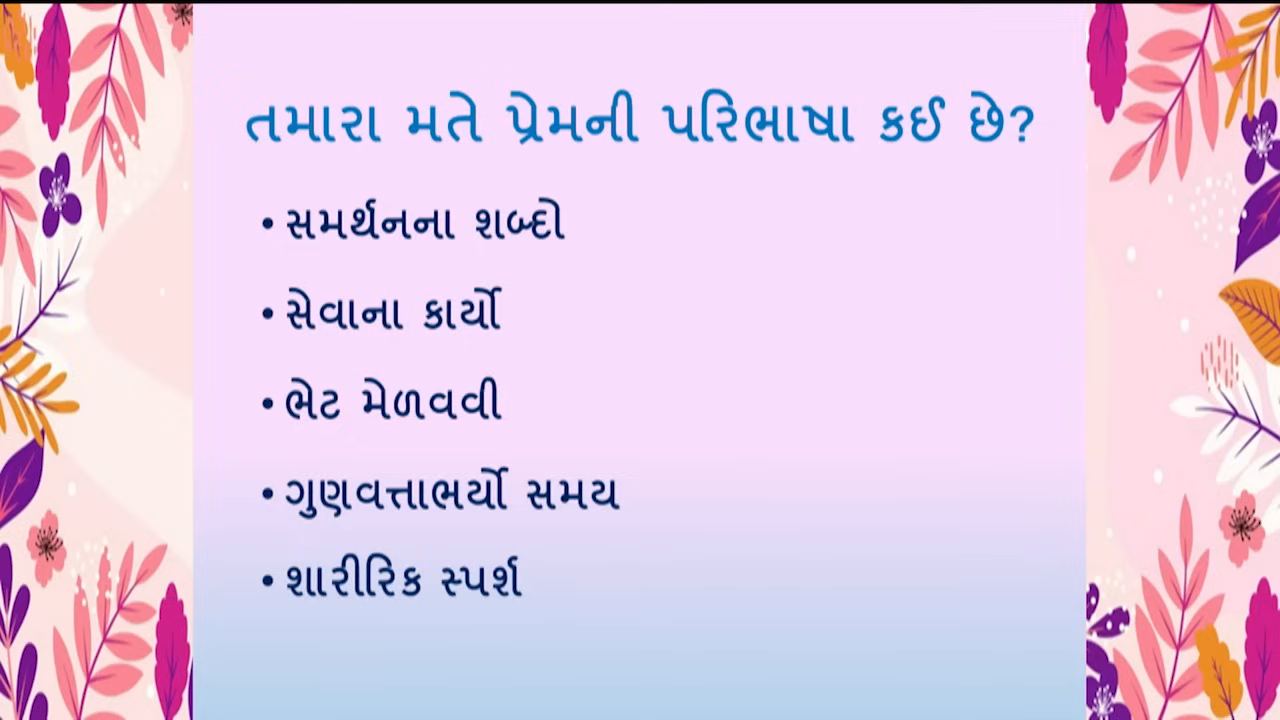 તમારા મતે પ્રેમની પરિભાષા કઈ છે?
• સમર્થનના શબ્દો
• સેવાના કાર્યો
• ભેટ મેળવવી
• ગુણવત્તાભર્યો સમય
• શારીરિક સ્પર્શ